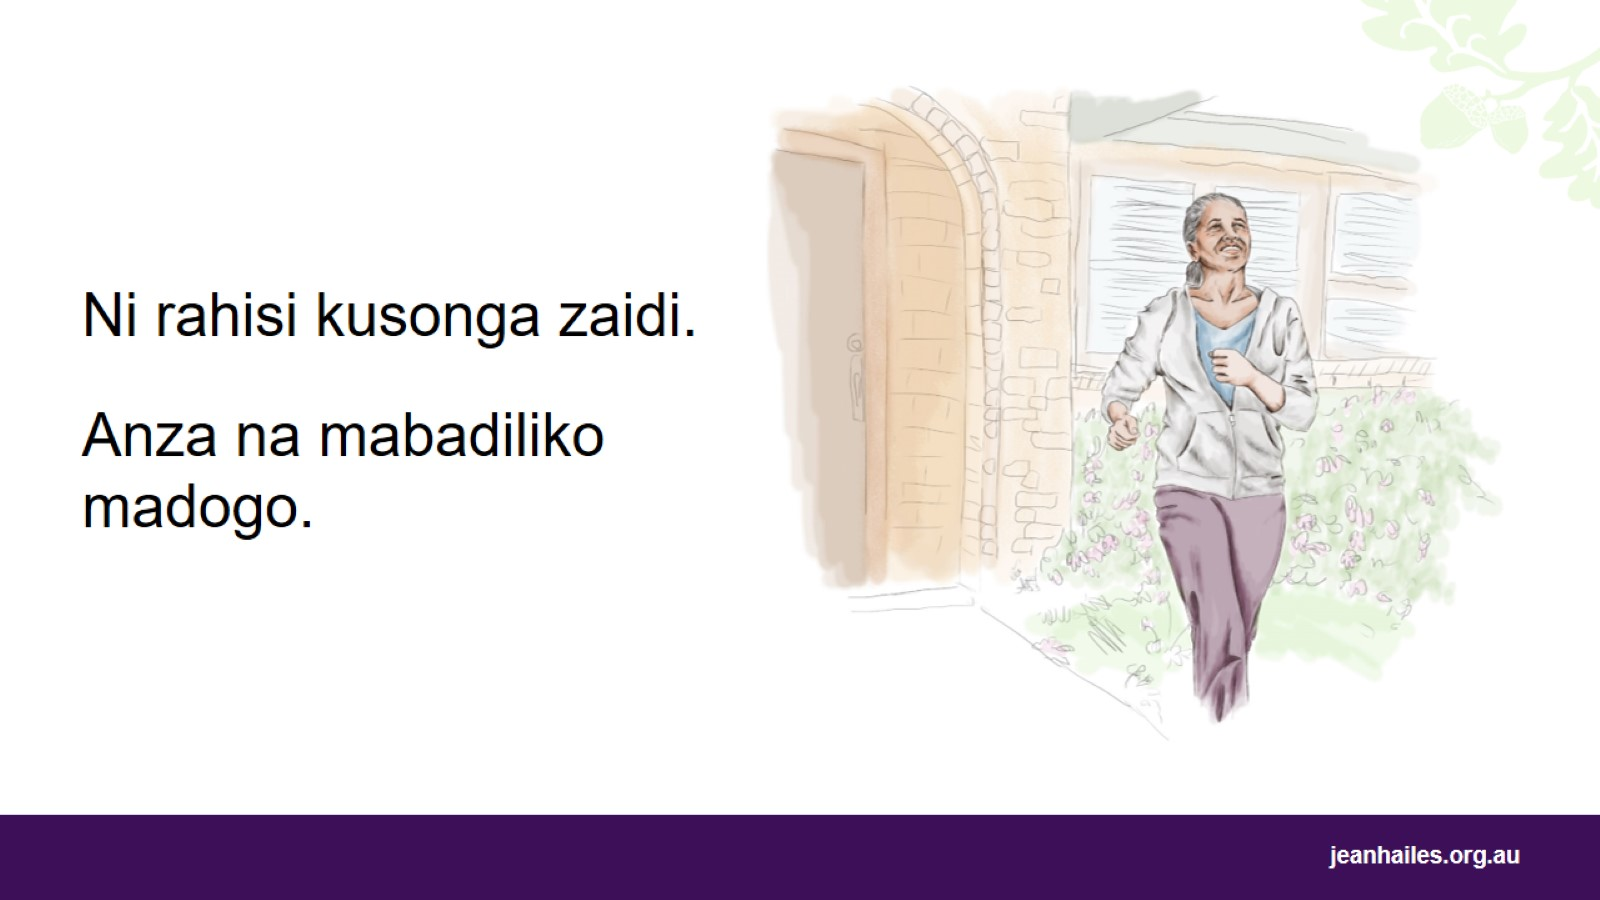 Ni rahisi kusonga zaidi.
Anza na mabadiliko
madogo.
jeanhailes.org.au